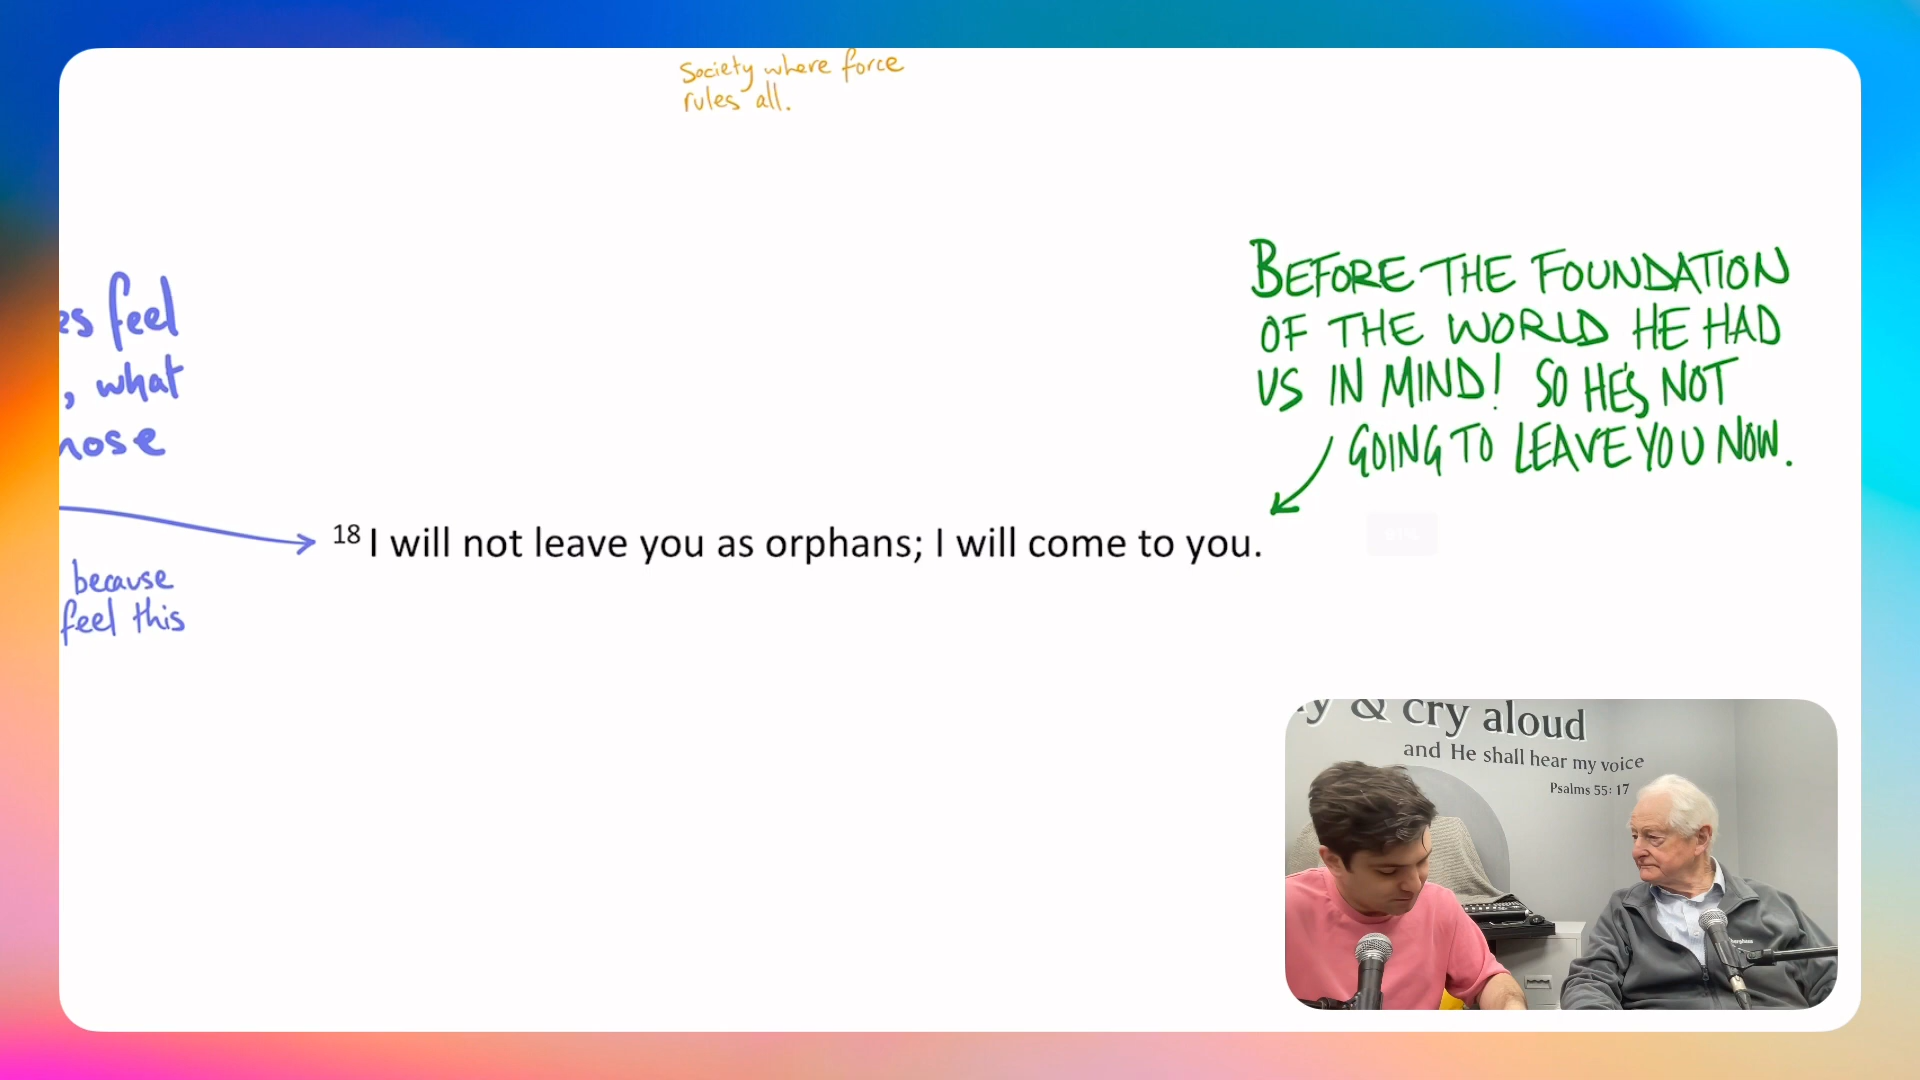 Society where force
rules all.
BEFORE THE FOUNDATION
OF THE WORLD HE HAD
US IN MIND! SO HE'S NOT
GOING TO LEAVE YOU NOW.
es feel
, what
hose
18 I will not leave you as orphans; I will come to you.
because
feel this
y & cry aloud
and He shall hear my voice
Psalms 55:17
berghaus